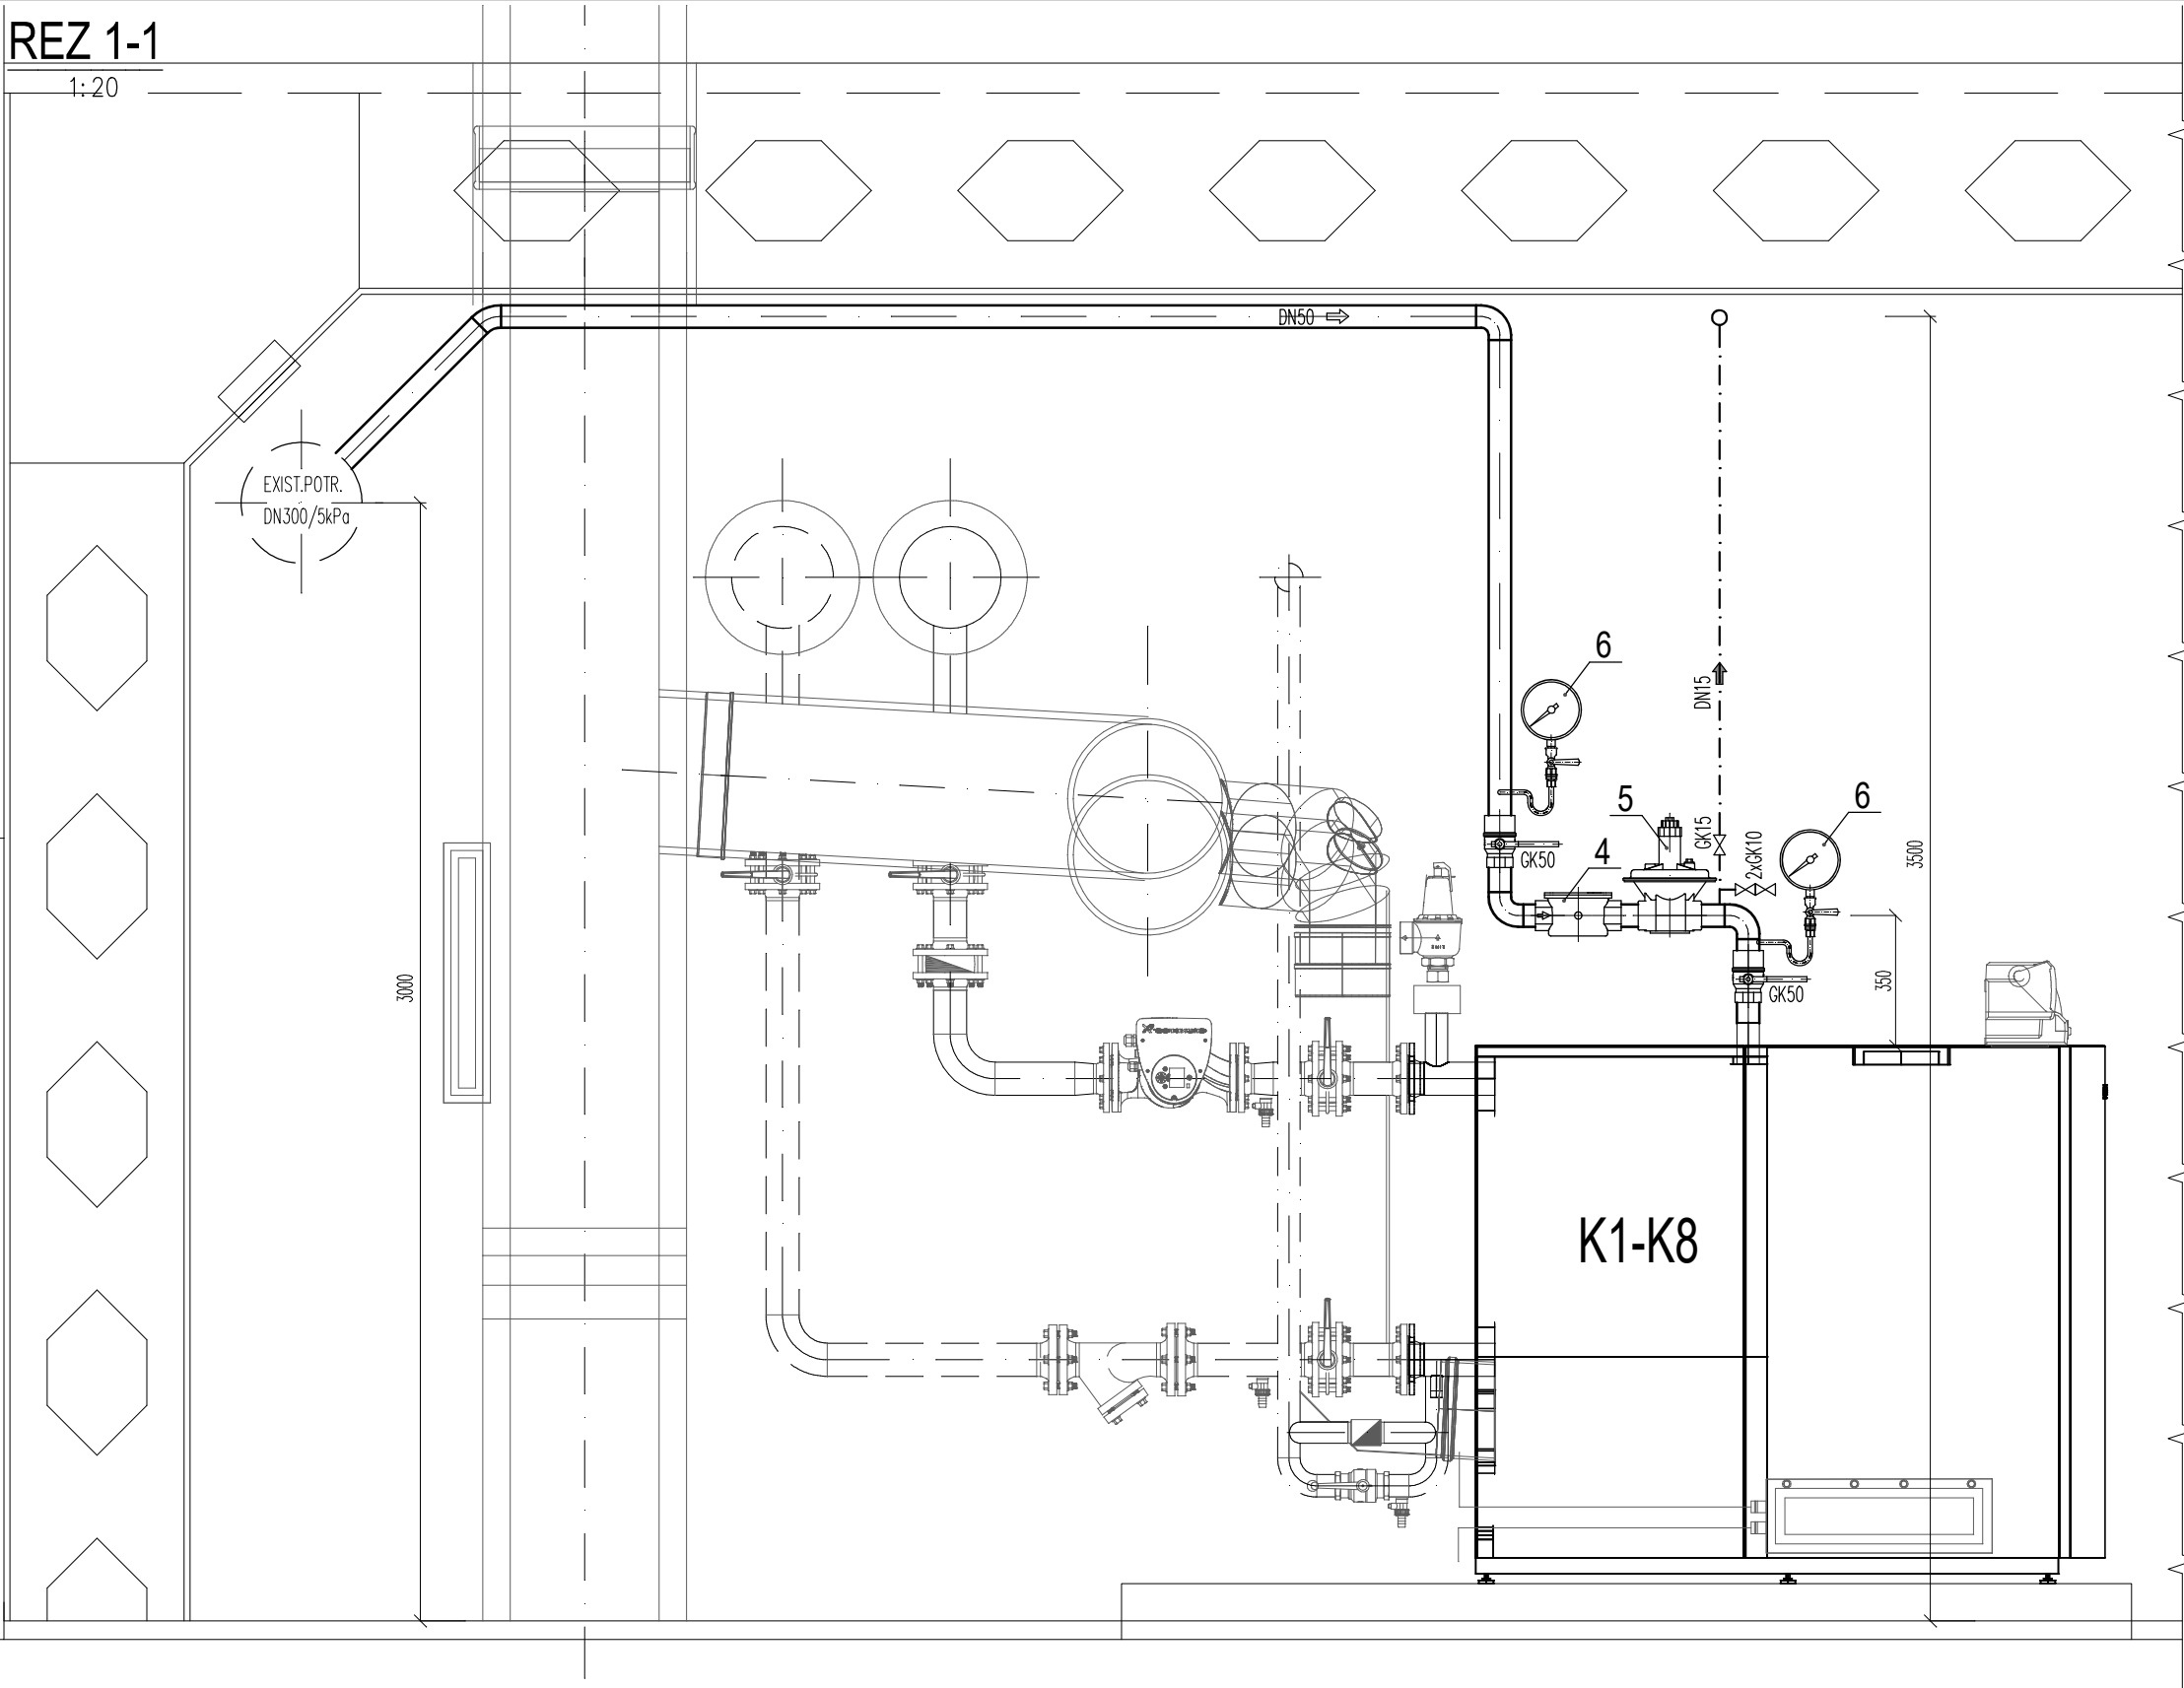 REZ 1-1
1:20
DN50
EXIST.POTR.
DN300/5kPa
6
DN15
5
6
GK15
2xGK10
4
GK50
3500
3000
350
GK50
K1-K8